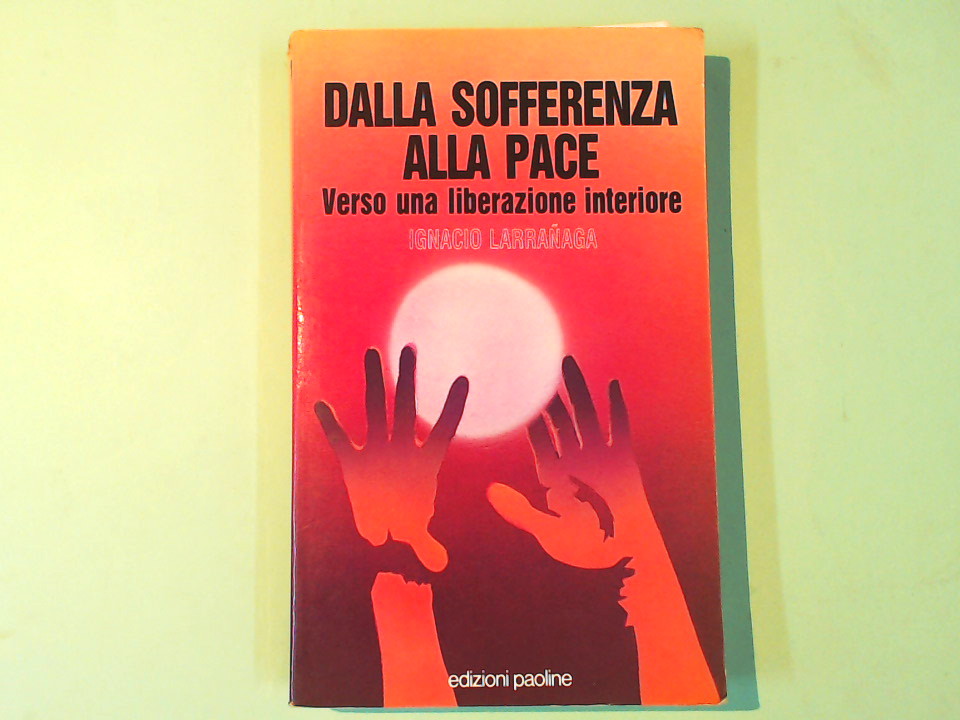 DALLA SOFFERENZA
ALLA PACE
Verso una liberazione interiore
IGNACIO LARRAÑAGA
edizioni paoline